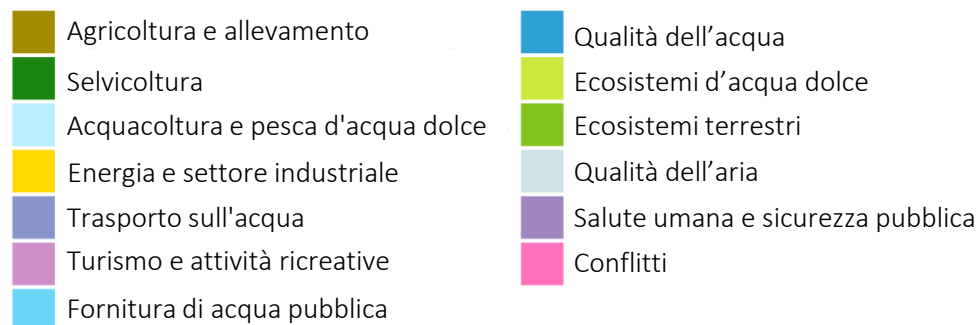 Agricoltura e allevamento
Selvicoltura
Acquacoltura e pesca d'acqua dolce
Energia e settore industriale
Trasporto sull'acqua
Turismo e attività ricreative
Fornitura di acqua pubblica
Qualità dell’acqua
Ecosistemi d’acqua dolce
Ecosistemi terrestri
Qualità dell’aria
Salute umana e sicurezza pubblica
Conflitti